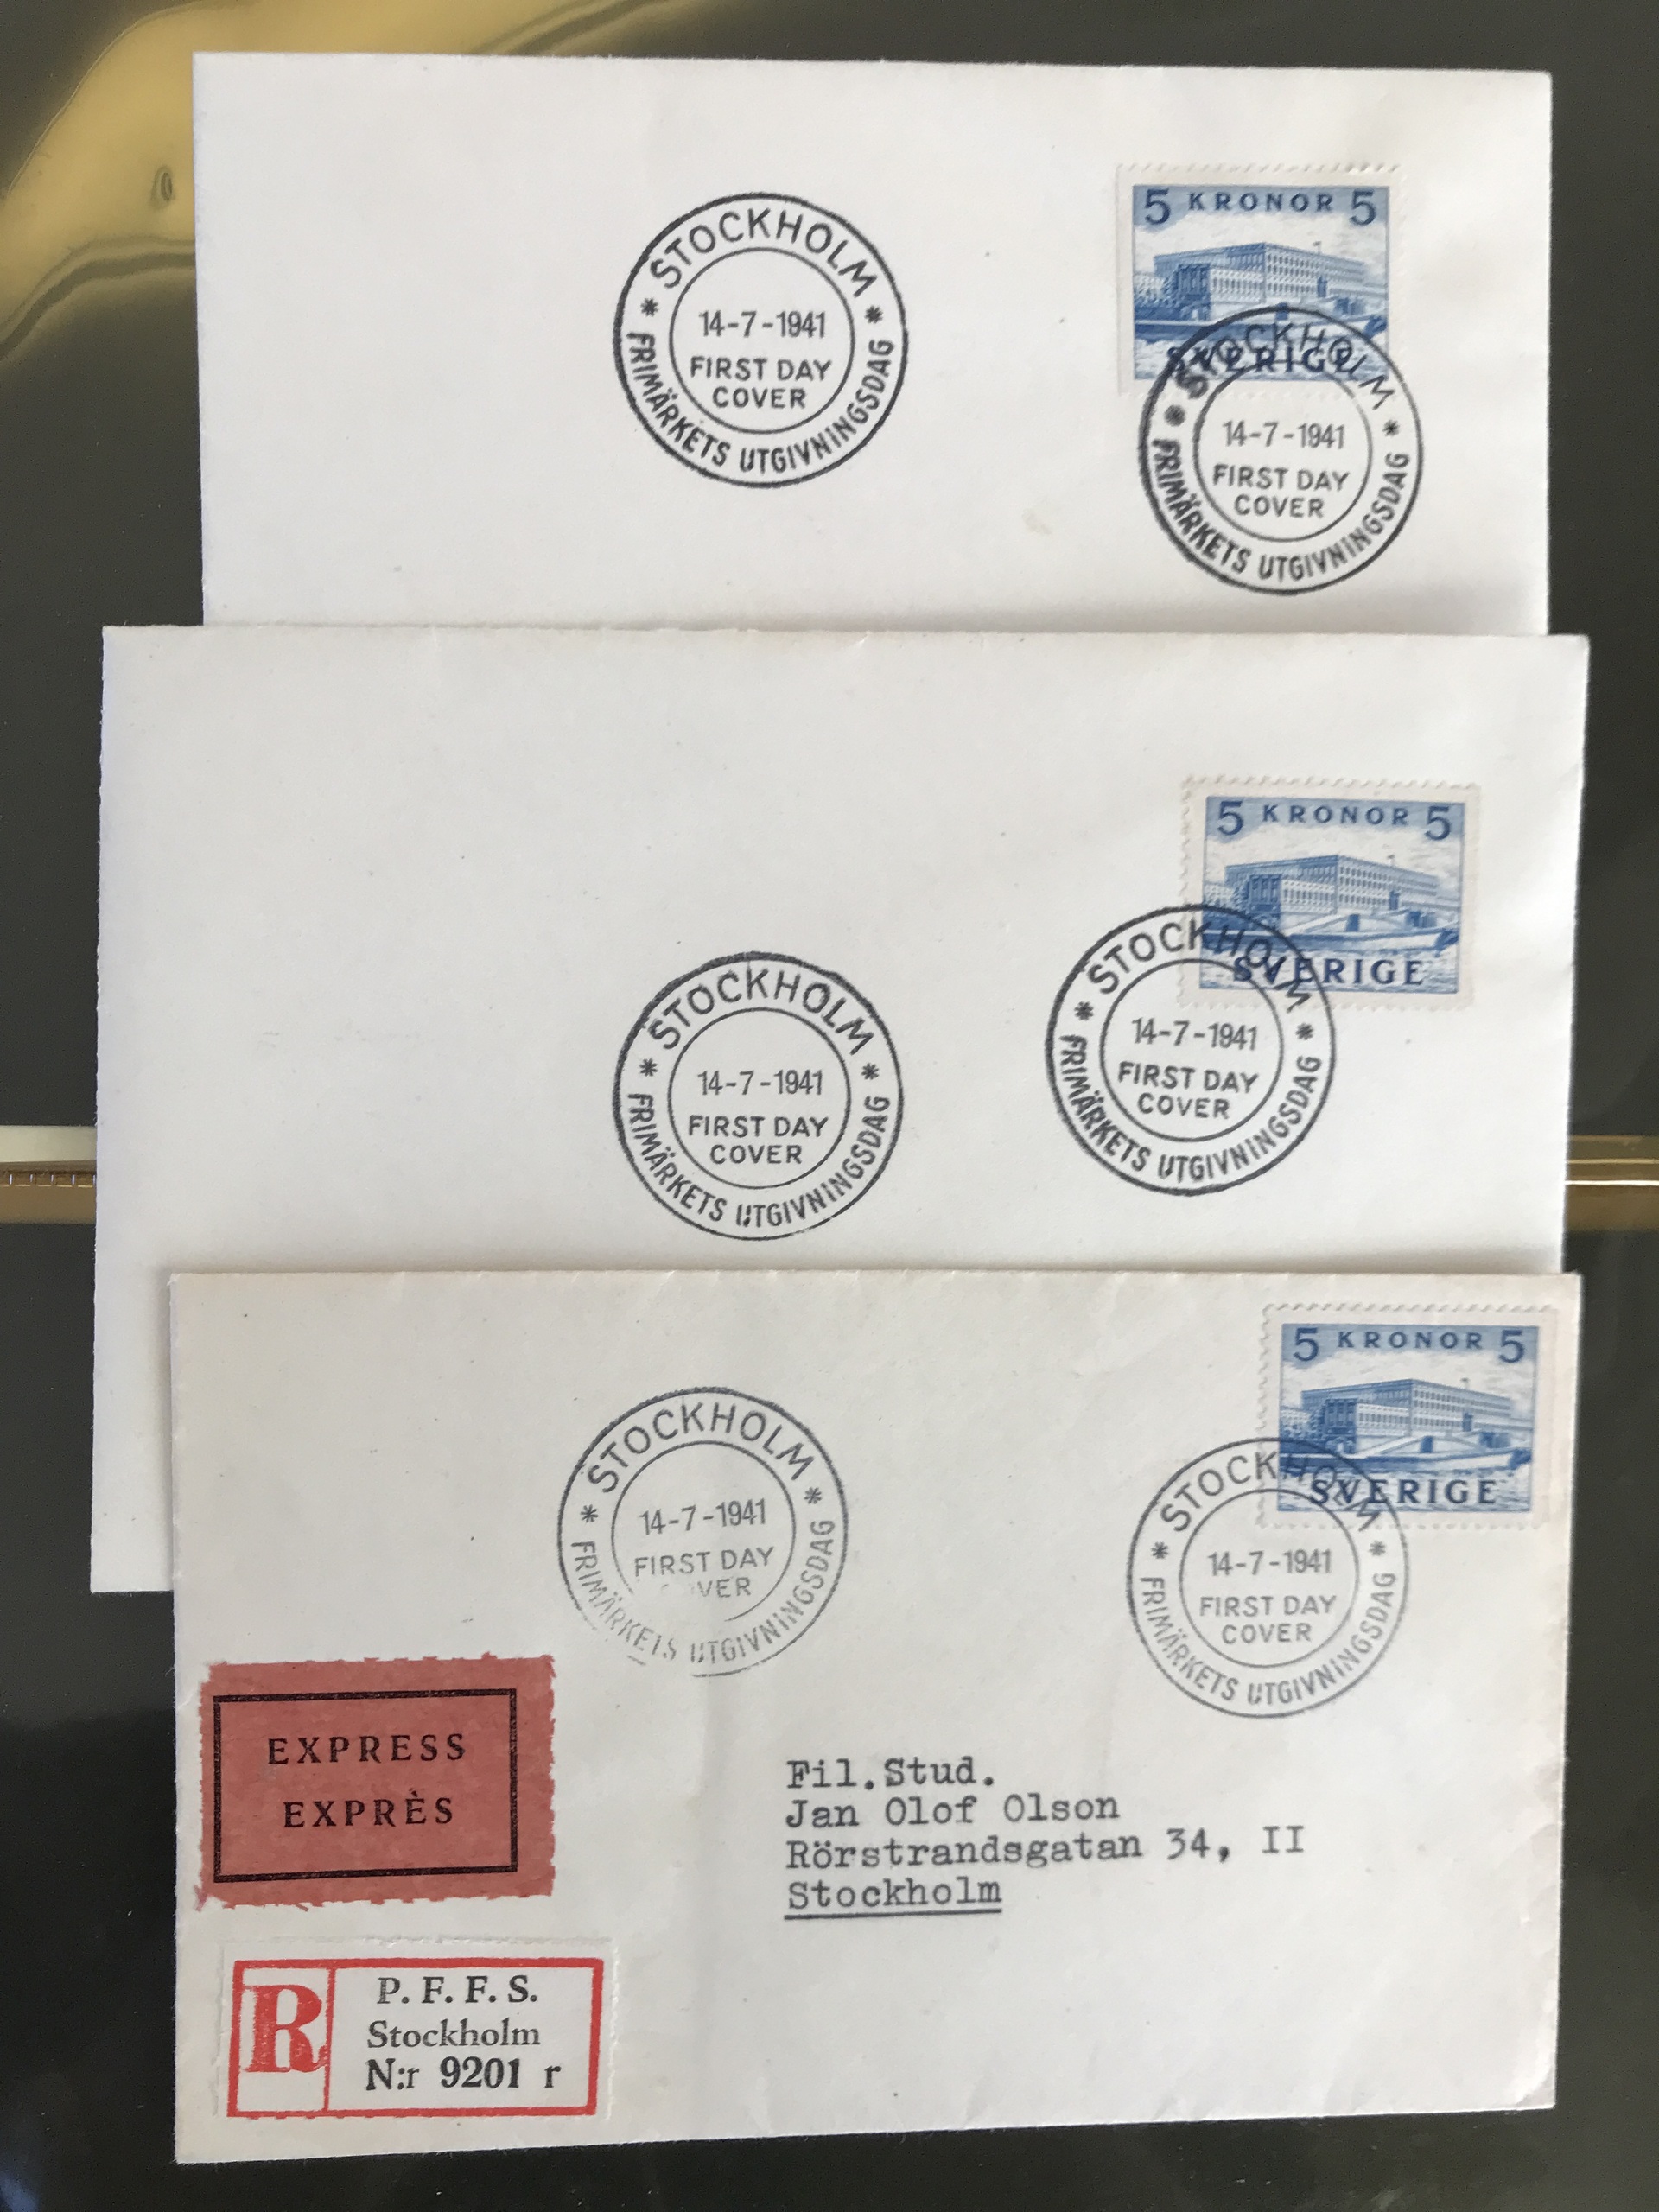 STOCKHOLM
14-7-1941
FIRST DAY
COVER
FRIMÄRKETS UTGIVNINGSDAG
5 KRONOR 5
SVERIGE
STOCKHOLM
14-7-1941
FIRST DAY
COVER
FRIMÄRKETS UTGIVNINGSDAG
5 KRONOR 5
SVERIGE
STOCKHOLM
14-7-1941
FIRST DAY
COVER
FRIMÄRKETS UTGIVNINGSDAG
STOCKHOLM
14-7-1941
FIRST DAY
COVER
FRIMÄRKETS UTGIVNINGSDAG
5 KRONOR 5
SVERIGE
STOCKHOLM
14-7-1941
FIRST DAY
COVER
FRIMÄRKETS UTGIVNINGSDAG
STOCKHOLM
14-7-1941
FIRST DAY
COVER
FRIMÄRKETS UTGIVNINGSDAG
EXPRESS
EXPRÈS
Fil.Stud.
Jan Olof Olson
Rörstrandsgatan 34, II
Stockholm
R
P. F. F. S.
Stockholm
N:r 9201 r